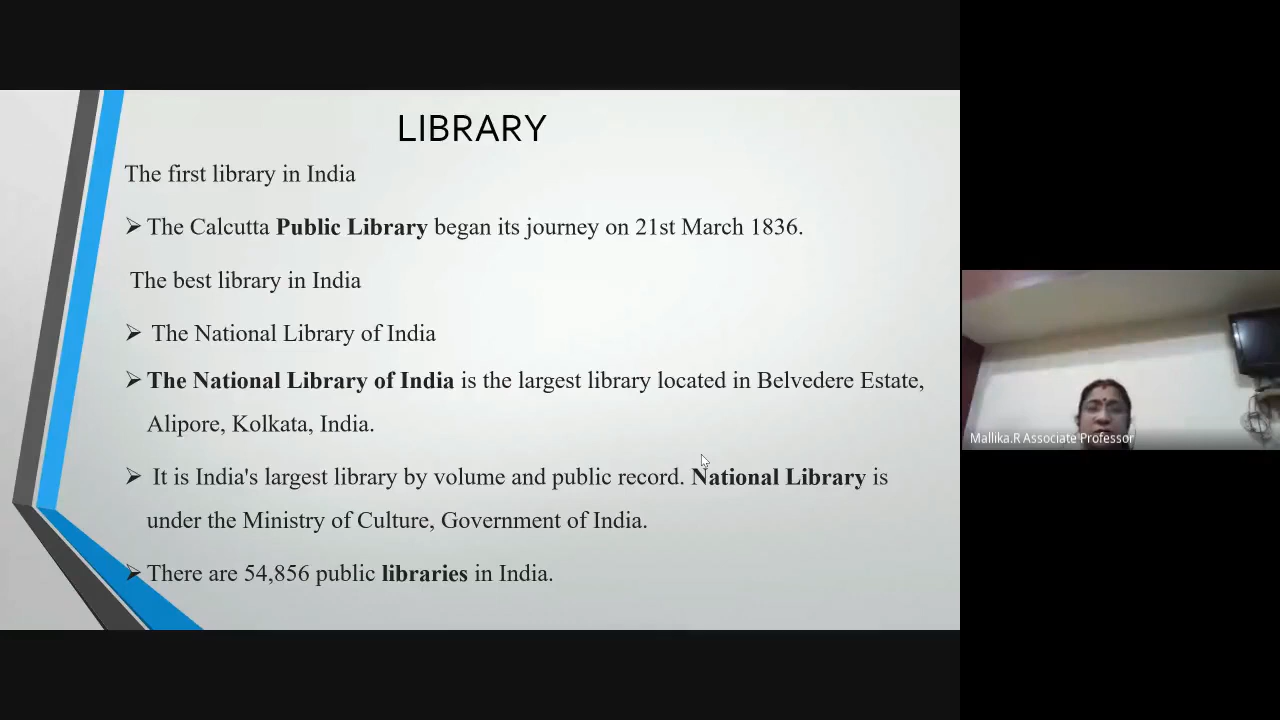 LIBRARY
The first library in India
➢ The Calcutta Public Library began its journey on 21st March 1836.
The best library in India
➢ The National Library of India
➢ The National Library of India is the largest library located in Belvedere Estate,
Alipore, Kolkata, India.
➢ It is India's largest library by volume and public record. National Library is
under the Ministry of Culture, Government of India.
➢ There are 54,856 public libraries in India.
Mallika.R Associate Professor